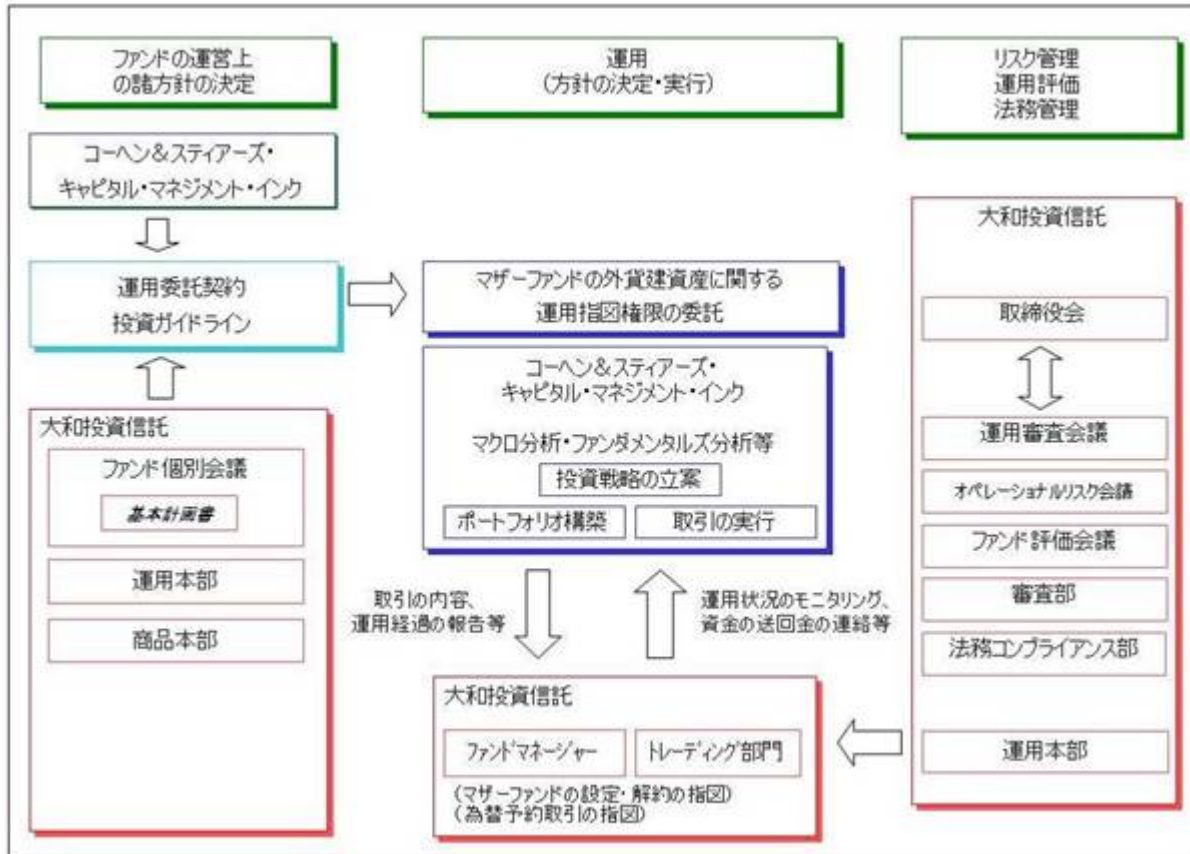 ファンドの運営上
の諸方針の決定
運用
(方針の決定・実行)
リスク管理
運用評価
法務管理
コーヘン&スティアーズ・
キャピタル・マネジメント・インク
運用委託契約
投資ガイドライン
大和投資信託
ファンド個別会議
基本計画書
運用本部
商品本部
マザーファンドの外貨建資産に関する
運用指図権限の委託
コーヘン&スティアーズ・
キャピタル・マネジメント・インク
マクロ分析・ファンダメンタルズ分析等
投資戦略の立案
ポートフォリオ構築
取引の実行
取引の内容、
運用経過の報告等
運用状況のモニタリング、
資金の送回金の連絡等
大和投資信託
ファンドマネージャー
トレーディング部門
(マザーファンドの設定・解約の指図)
(為替予約取引の指図)
大和投資信託
取締役会
運用審査会議
オペレーショナルリスク会議
ファンド評価会議
審査部
法務コンプライアンス部
運用本部